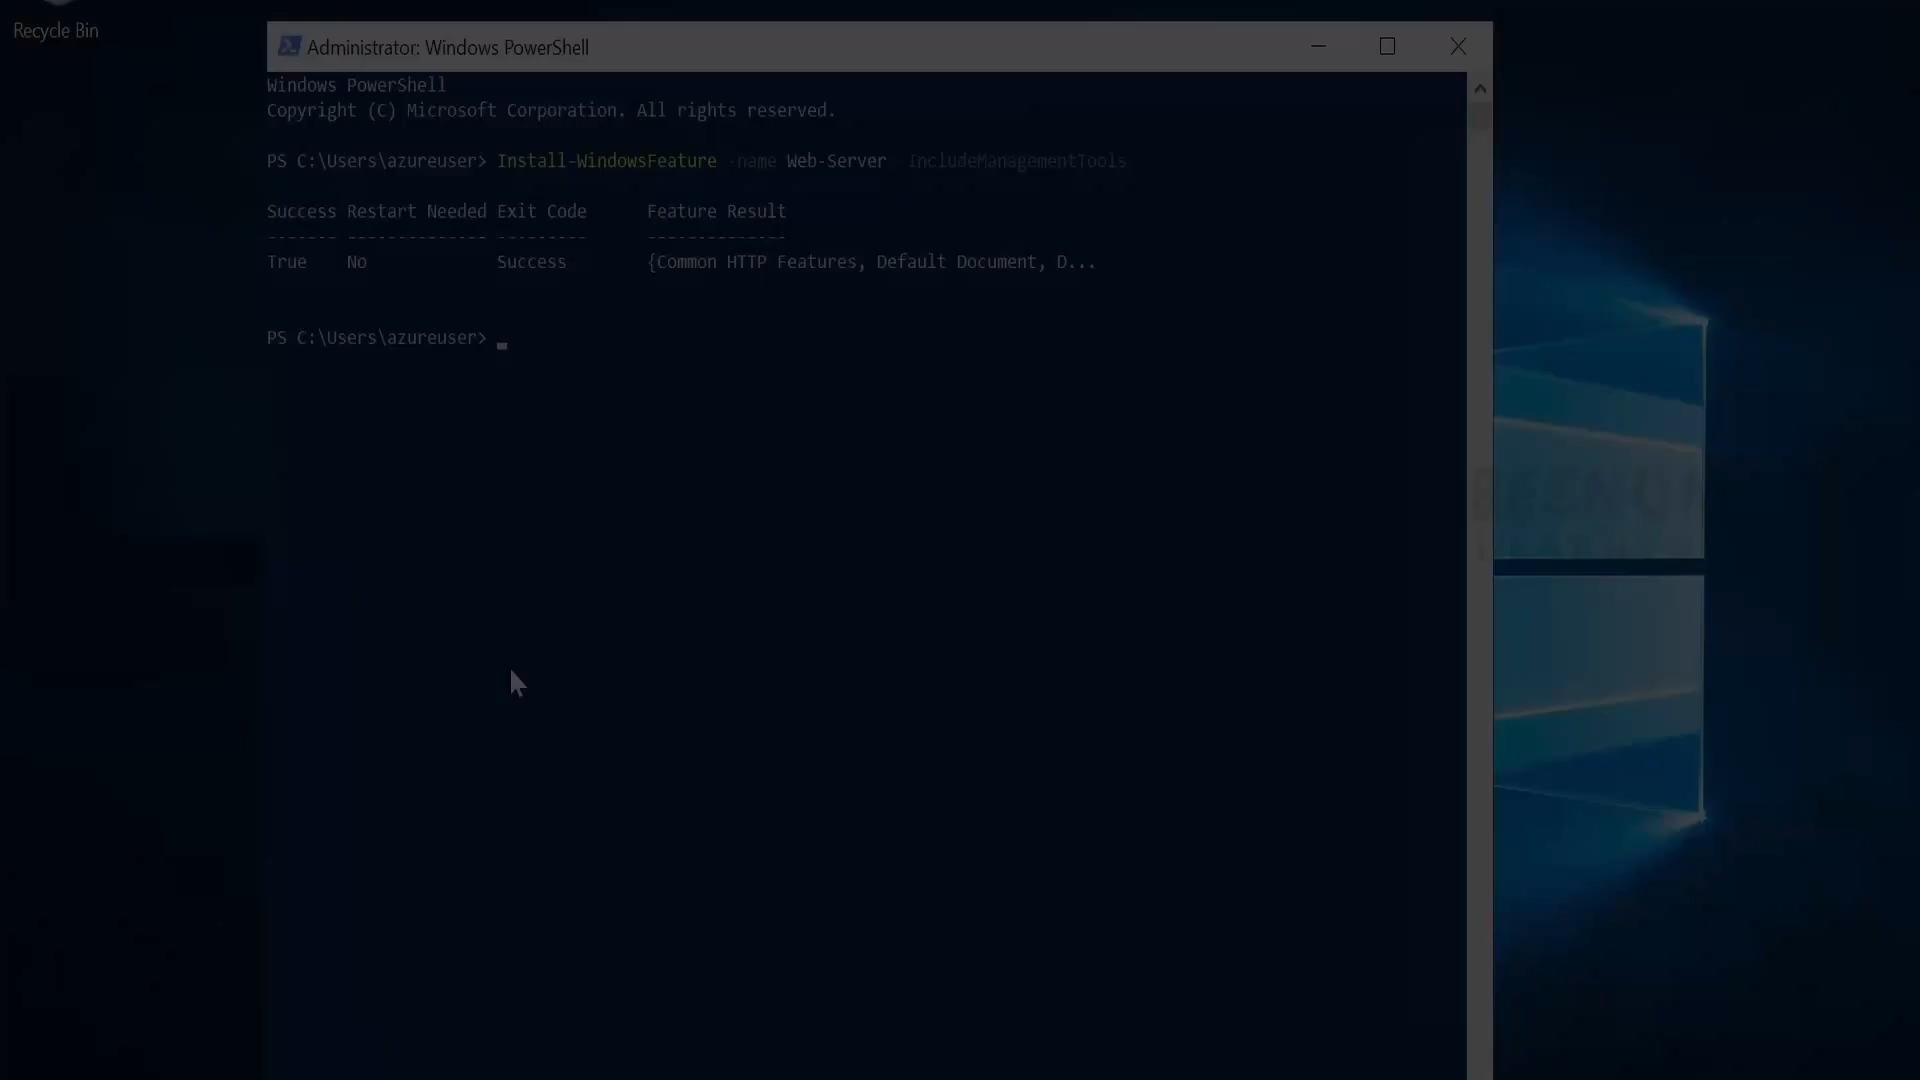 Recycle Bin
Administrator: Windows PowerShell
Windows PowerShell
Copyright (C) Microsoft Corporation. All rights reserved.
PS C:\Users\azureuser> Install-WindowsFeature -name Web-Server -IncludeManagementTools
Success Restart Needed Exit Code      Feature Result
------- -------------- ---------      --------------
True    No             Success        {Common HTTP Features, Default Document, D...
PS C:\Users\azureuser>